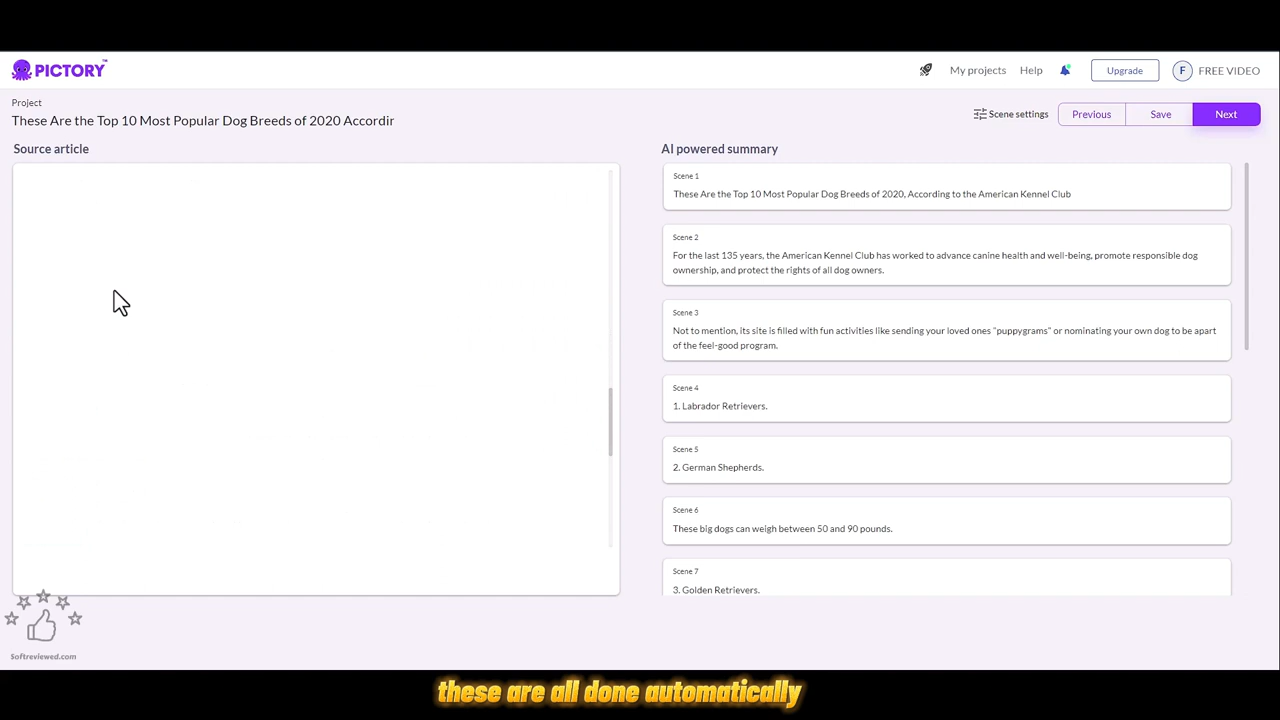 PICTORY™
My projects
Help
Upgrade
F
FREE VIDEO
Project
These Are the Top 10 Most Popular Dog Breeds of 2020 Accordir
Scene settings
Previous
Save
Next
Source article
AI powered summary
Scene 1
These Are the Top 10 Most Popular Dog Breeds of 2020, According to the American Kennel Club
Scene 2
For the last 135 years, the American Kennel Club has worked to advance canine health and well-being, promote responsible dog
ownership, and protect the rights of all dog owners.
Scene 3
Not to mention, its site is filled with fun activities like sending your loved ones "puppygrams" or nominating your own dog to be apart
of the feel-good program.
Scene 4
1. Labrador Retrievers.
Scene 5
2. German Shepherds.
Scene 6
These big dogs can weigh between 50 and 90 pounds.
Scene 7
3. Golden Retrievers.
Softreviewed.com
these are all done automatically